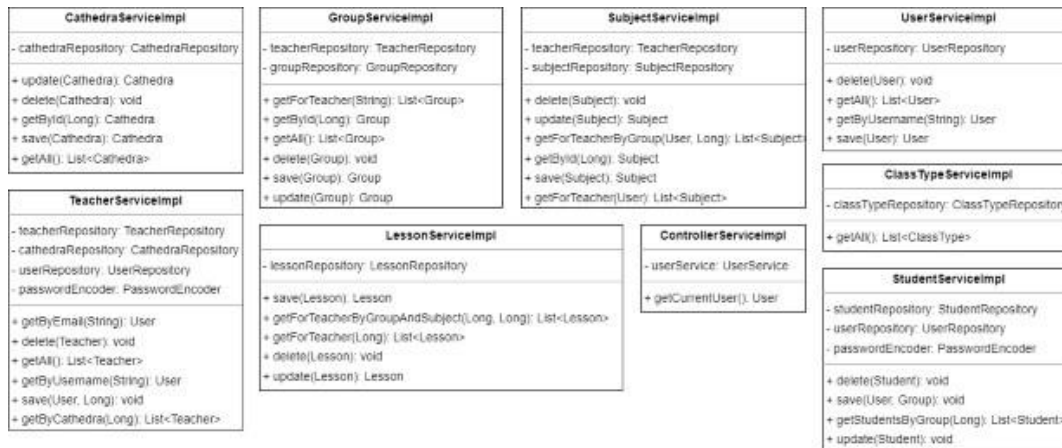 CathedraServiceImpl
- cathedraRepository: CathedraRepository
+ update(Cathedra): Cathedra
+ delete(Cathedra): void
+ getById(Long): Cathedra
+ save(Cathedra): Cathedra
+ getAll(): List<Cathedra>
GroupServiceImpl
- teacherRepository: TeacherRepository
- groupRepository: GroupRepository
+ getForTeacher(String): List<Group>
+ getById(Long): Group
+ getAll(): List<Group>
+ delete(Group): void
+ save(Group): Group
+ update(Group): Group
SubjectServiceImpl
- teacherRepository: TeacherRepository
- subjectRepository: SubjectRepository
+ delete(Subject): void
+ update(Subject): Subject
+ getForTeacherByGroup(User, Long): List<Subject>
+ getById(Long): Subject
+ save(Subject): Subject
+ getForTeacher(User): List<Subject>
UserServiceImpl
- userRepository: UserRepository
+ delete(User): void
+ getAll(): List<User>
+ getByUsername(String): User
+ save(User): User
ClassTypeServiceImpl
- classTypeRepository: ClassTypeRepository
+ getAll(): List<ClassType>
TeacherServiceImpl
- teacherRepository: TeacherRepository
- cathedraRepository: CathedraRepository
- userRepository: UserRepository
- passwordEncoder: PasswordEncoder
+ getByEmail(String): User
+ delete(Teacher): void
+ getAll(): List<Teacher>
+ getByUsername(String): User
+ save(User, Long): void
+ getByCathedra(Long): List<Teacher>
LessonServiceImpl
- lessonRepository: LessonRepository
+ save(Lesson): Lesson
+ getForTeacherByGroupAndSubject(Long, Long): List<Lesson>
+ getForTeacher(Long): List<Lesson>
+ delete(Lesson): void
+ update(Lesson): Lesson
ControllerServiceImpl
- userService: UserService
+ getCurrentUser(): User
StudentServiceImpl
- studentRepository: StudentRepository
- userRepository: UserRepository
- passwordEncoder: PasswordEncoder
+ delete(Student): void
+ save(User, Group): void
+ getStudentsByGroup(Long): List<Student>
+ update(Student): void